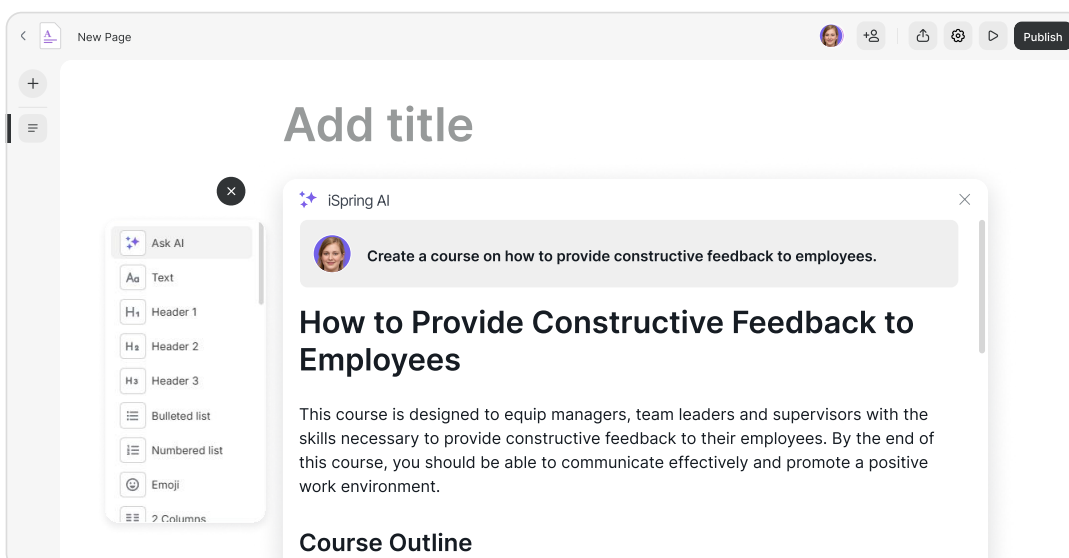 New Page
Publish
Add title
iSpring AI
Create a course on how to provide constructive feedback to employees.
Ask AI
Aa Text
H1 Header 1
H2 Header 2
H3 Header 3
Bulleted list
Numbered list
Emoji
2 Columns
How to Provide Constructive Feedback to
Employees
This course is designed to equip managers, team leaders and supervisors with the
skills necessary to provide constructive feedback to their employees. By the end of
this course, you should be able to communicate effectively and promote a positive
work environment.
Course Outline